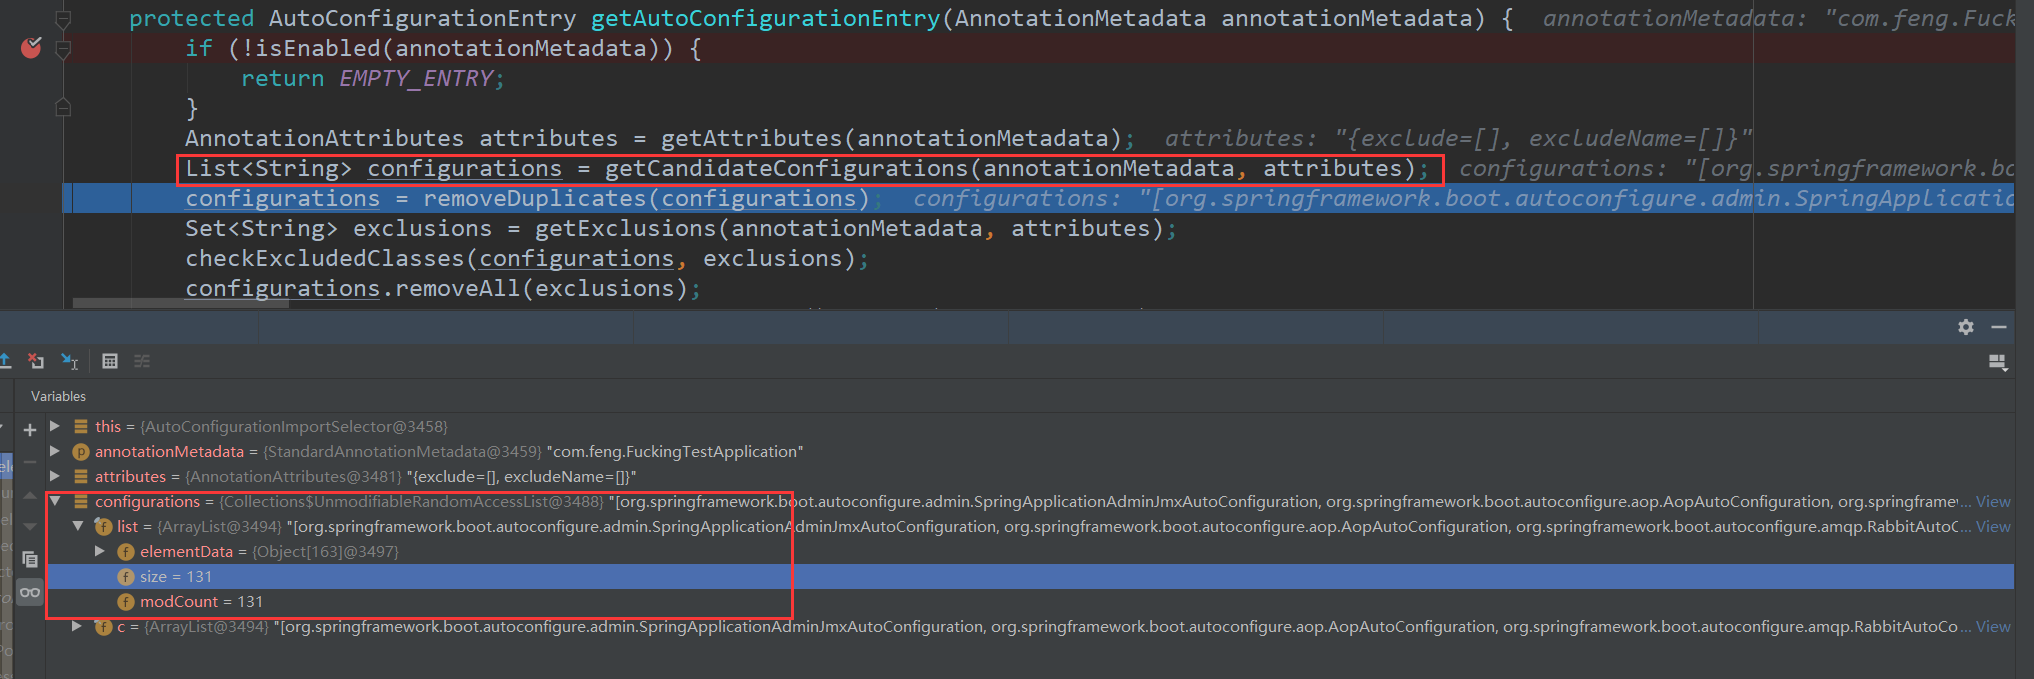 protected AutoConfigurationEntry getAutoConfigurationEntry(AnnotationMetadata annotationMetadata) { annotationMetadata: "com.feng.Fuck
if (!isEnabled(annotationMetadata)) {
return EMPTY_ENTRY;
}
AnnotationAttributes attributes = getAttributes(annotationMetadata); attributes: "{exclude=[], excludeName=[]}"
List<String> configurations = getCandidateConfigurations(annotationMetadata, attributes); configurations: "[org.springframework.bo
configurations = removeDuplicates(configurations); configurations: "[org.springframework.boot.autoconfigure.admin.SpringApplicatio
Set<String> exclusions = getExclusions(annotationMetadata, attributes);
checkExcludedClasses(configurations, exclusions);
configurations.removeAll(exclusions);
Variables
this = {AutoConfigurationImportSelector@3458}
annotationMetadata = {StandardAnnotationMetadata@3459} "com.feng.FuckingTestApplication"
attributes = {AnnotationAttributes@3481} "{exclude=[], excludeName=[]}"
configurations = {Collections$UnmodifiableRandomAccessList@3488} "[org.springframework.boot.autoconfigure.admin.SpringApplicationAdminJmxAutoConfiguration, org.springframework.boot.autoconfigure.aop.AopAutoConfiguration, org.springframew... View
list = {ArrayList@3494} "[org.springframework.boot.autoconfigure.admin.SpringApplicationAdminJmxAutoConfiguration, org.springframework.boot.autoconfigure.aop.AopAutoConfiguration, org.springframework.boot.autoconfigure.amqp.RabbitAutoC... View
elementData = {Object[163]@3497}
size = 131
modCount = 131
c = {ArrayList@3494} "[org.springframework.boot.autoconfigure.admin.SpringApplicationAdminJmxAutoConfiguration, org.springframework.boot.autoconfigure.aop.AopAutoConfiguration, org.springframework.boot.autoconfigure.amqp.RabbitAutoCo... View